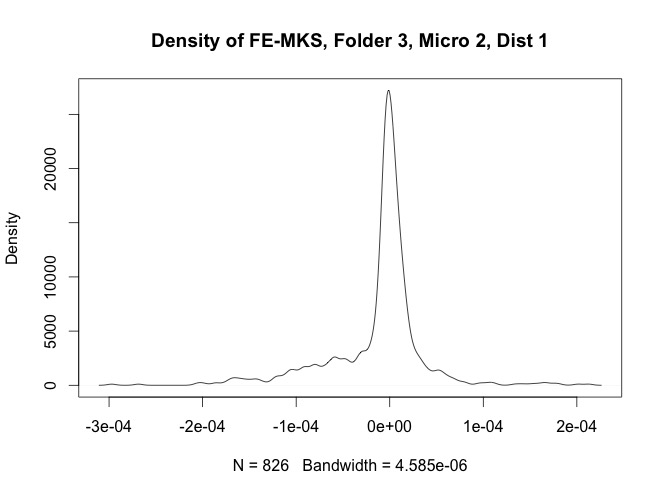 Density of FE-MKS, Folder 3, Micro 2, Dist 1
Density
20000
10000
5000
0
-3e-04 -2e-04 -1e-04 0e+00 1e-04 2e-04
N = 826 Bandwidth = 4.585e-06